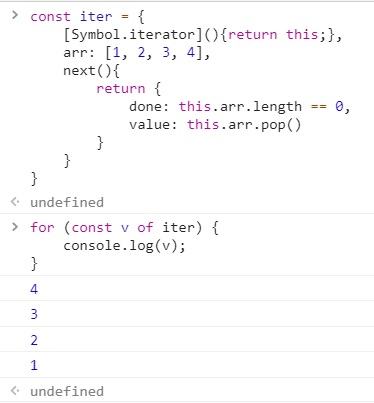 > const iter = {
    [Symbol.iterator](){return this;},
    arr: [1, 2, 3, 4],
    next(){
        return {
            done: this.arr.length == 0,
            value: this.arr.pop()
        }
    }
}
< undefined
> for (const v of iter) {
    console.log(v);
}
4
3
2
1
< undefined